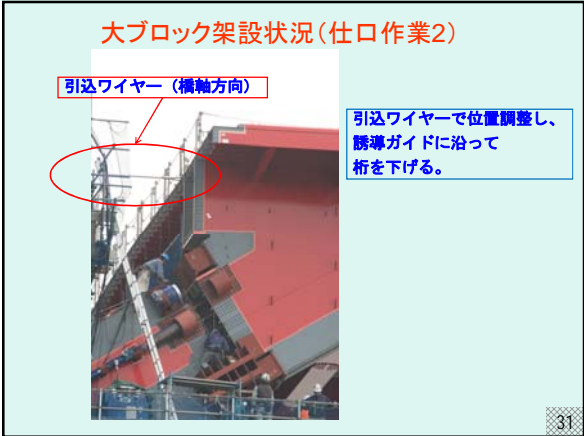 大ブロック架設状況(仕口作業2)
引込ワイヤー（橋軸方向）
引込ワイヤーで位置調整し、
誘導ガイドに沿って
桁を下げる。
31